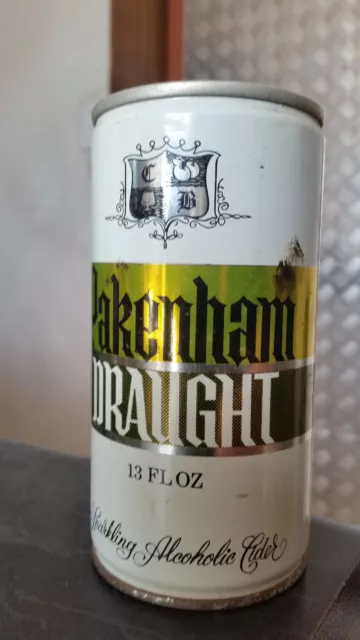 C
B
Pakenham
DRAUGHT
13 FL OZ
Sparkling Alcoholic Cider